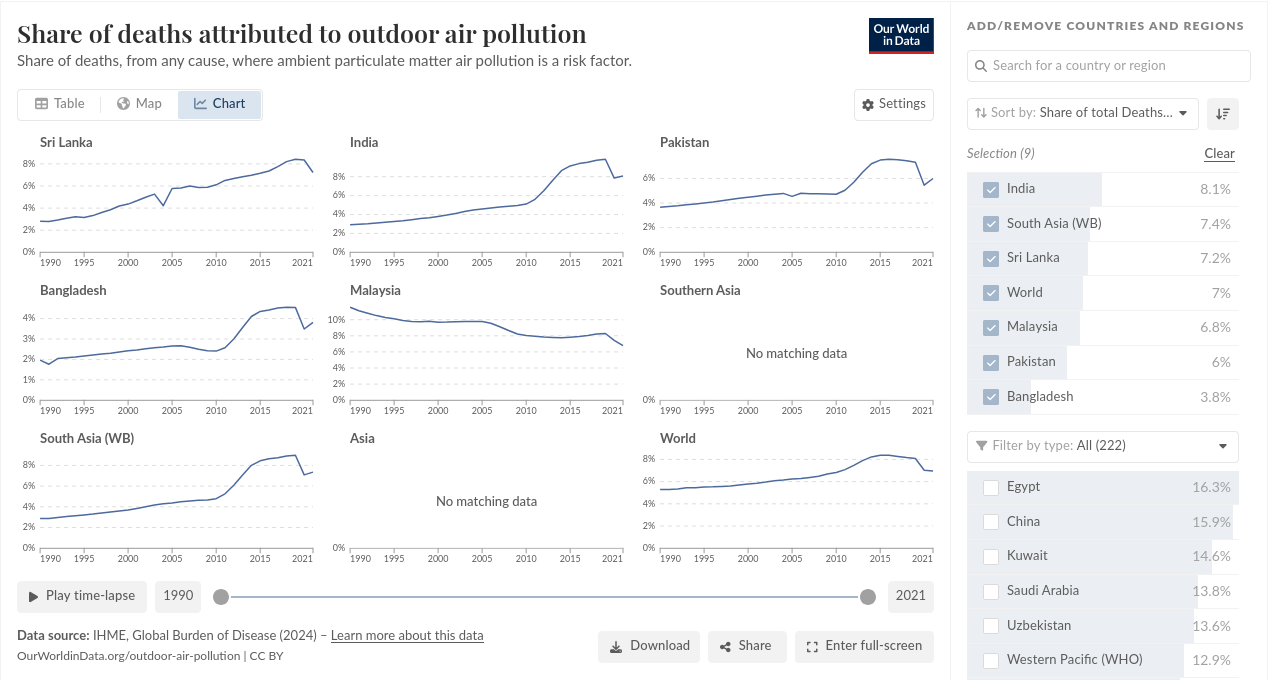 Share of deaths attributed to outdoor air pollution
Share of deaths, from any cause, where ambient particulate matter air pollution is a risk factor.
Our World
in Data
Table
Map
Chart
Settings
Sri Lanka
8%
6%
4%
2%
0%
1990 1995 2000 2005 2010 2015 2021
India
8%
6%
4%
2%
0%
1990 1995 2000 2005 2010 2015 2021
Pakistan
6%
4%
2%
0%
1990 1995 2000 2005 2010 2015 2021
Bangladesh
4%
3%
2%
1%
0%
1990 1995 2000 2005 2010 2015 2021
Malaysia
10%
8%
6%
4%
2%
0%
1990 1995 2000 2005 2010 2015 2021
Southern Asia
No matching data
0%
1990 1995 2000 2005 2010 2015 2021
South Asia (WB)
8%
6%
4%
2%
0%
1990 1995 2000 2005 2010 2015 2021
Asia
No matching data
0%
1990 1995 2000 2005 2010 2015 2021
World
8%
6%
4%
2%
0%
1990 1995 2000 2005 2010 2015 2021
Play time-lapse
1990
2021
Data source: IHME, Global Burden of Disease (2024) – Learn more about this data
OurWorldinData.org/outdoor-air-pollution | CC BY
Download
Share
Enter full-screen
ADD/REMOVE COUNTRIES AND REGIONS
Search for a country or region
Sort by: Share of total Deaths...
Selection (9)
Clear
India 8.1%
South Asia (WB) 7.4%
Sri Lanka 7.2%
World 7%
Malaysia 6.8%
Pakistan 6%
Bangladesh 3.8%
Filter by type: All (222)
Egypt 16.3%
China 15.9%
Kuwait 14.6%
Saudi Arabia 13.8%
Uzbekistan 13.6%
Western Pacific (WHO) 12.9%